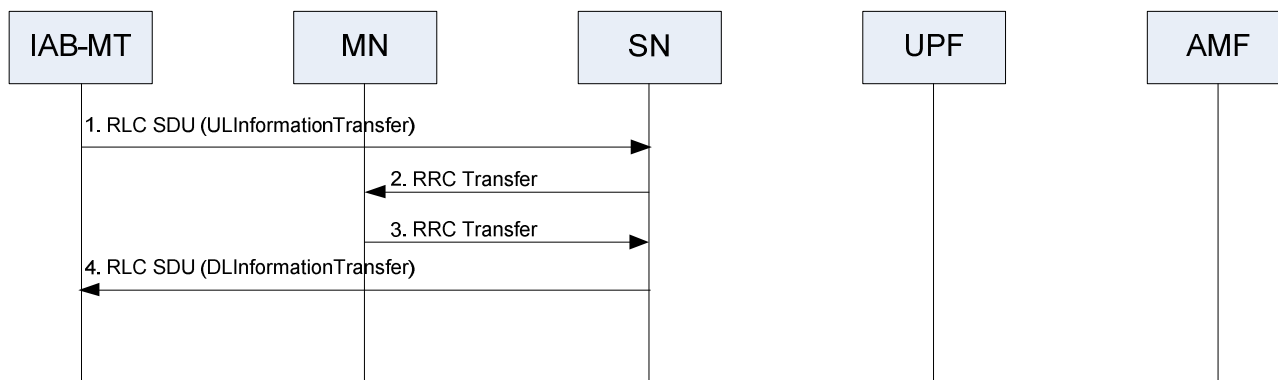 IAB-MT
MN
SN
UPF
AMF
1. RLC SDU (ULInformationTransfer)
2. RRC Transfer
3. RRC Transfer
4. RLC SDU (DLInformationTransfer)